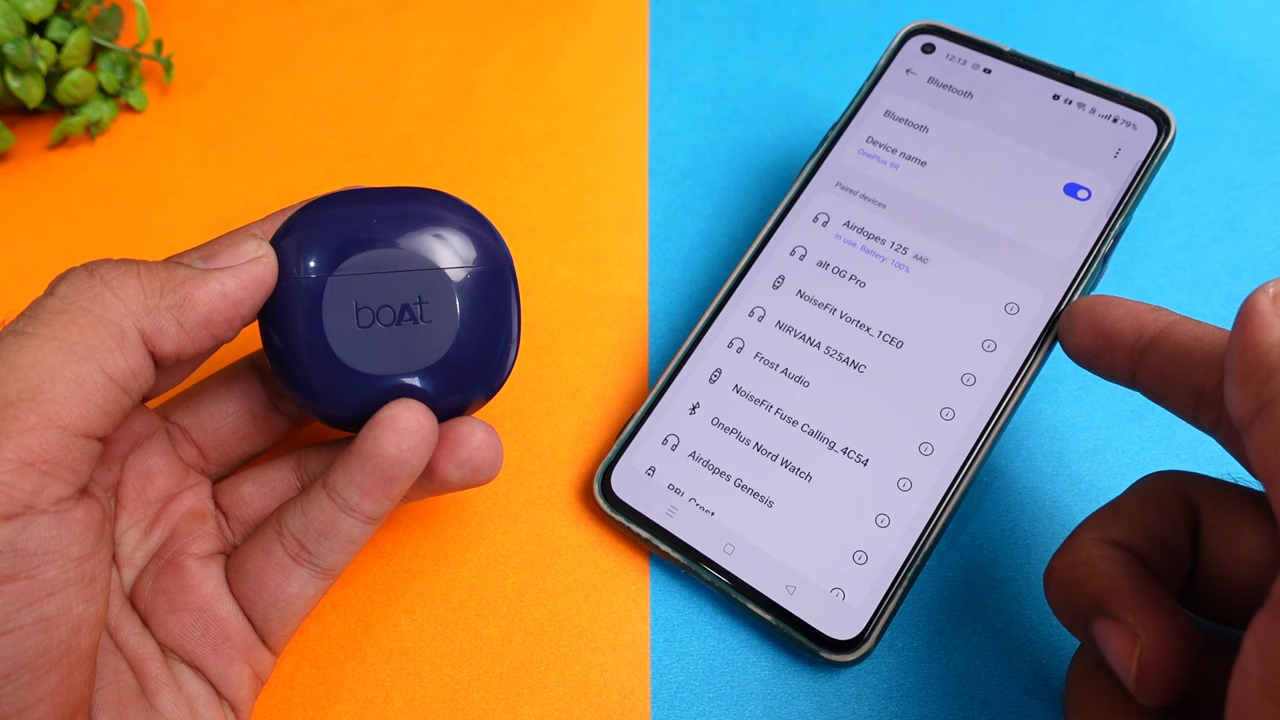 boAt
12:13
79%
Bluetooth
Bluetooth
Device name
OnePlus 9R
Paired devices
Airdopes 125 AAC
In use. Battery: 100%
alt OG Pro
NoiseFit Vortex_1CE0
NIRVANA 525ANC
Frost Audio
NoiseFit Fuse Calling_4C54
OnePlus Nord Watch
Airdopes Genesis